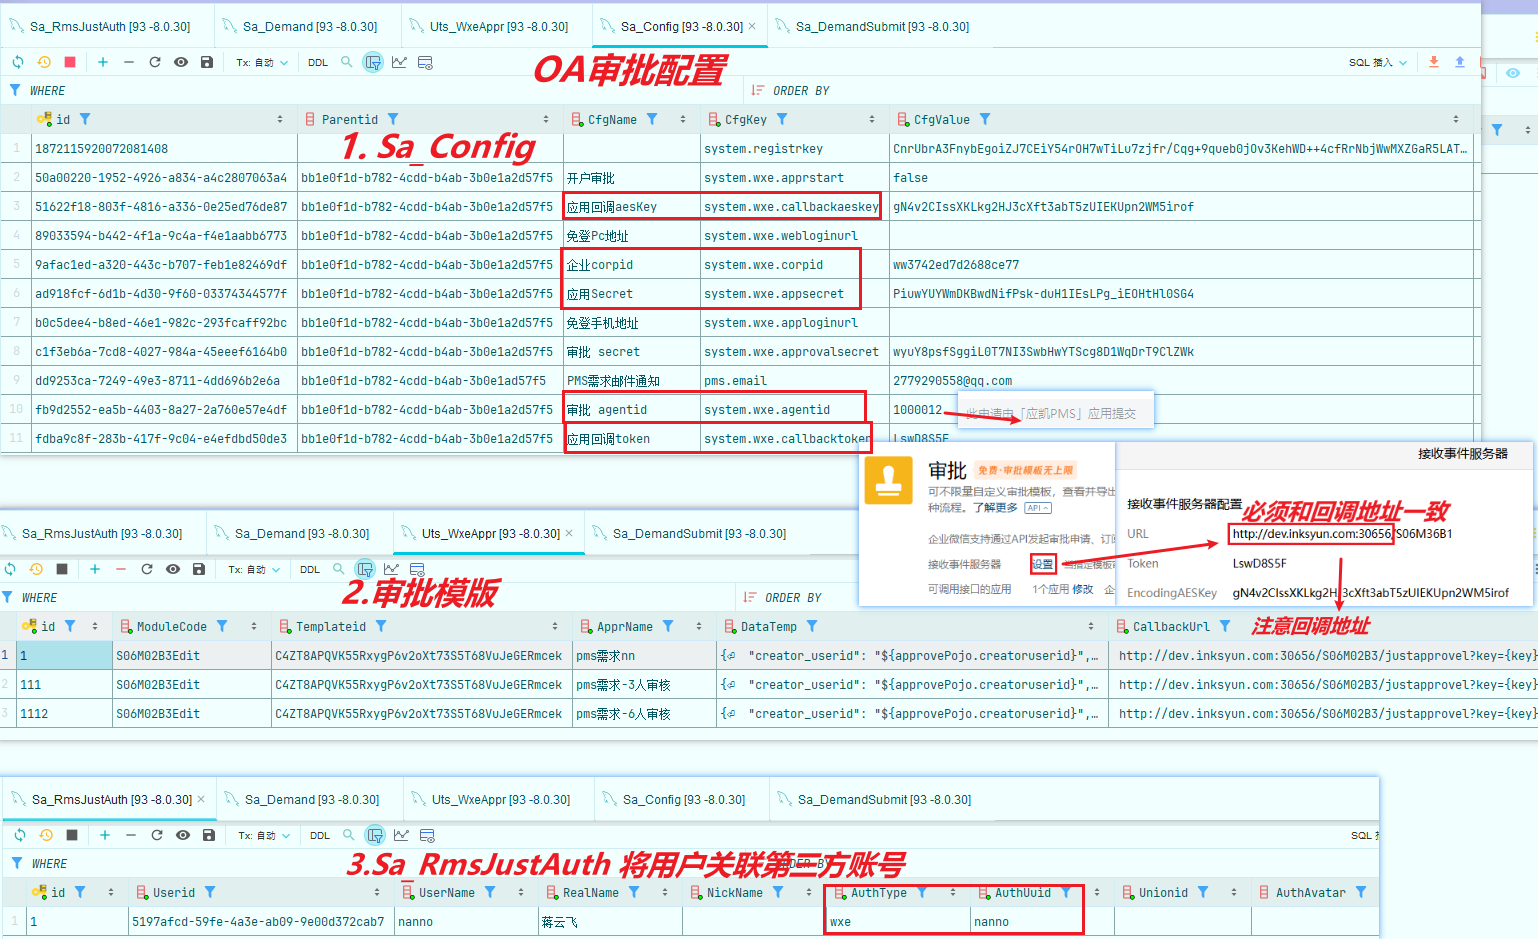 Sa_RmsJustAuth [93 -8.0.30] Sa_Demand [93 -8.0.30] Uts_WxeAppr [93 -8.0.30] Sa_Config [93 -8.0.30] × Sa_DemandSubmit [93 -8.0.30]
Tx: 自动 DDL SQL 插入
OA审批配置
WHERE ORDER BY
id Parentid CfgName CfgKey CfgValue
1. Sa_Config
1 1872115920072081408 system.registrkey CnrUbrA3FnybEgoiZJ7CEiY54rOH7wTiLu7zjfr/Cqg+9queb0jOv3KehWD++4cfRrNbjWwMXZGaR5LAT…
2 50a00220-1952-4926-a834-a4c2807063a4 bb1e0f1d-b782-4cdd-b4ab-3b0e1a2d57f5 开户审批 system.wxe.apprstart false
3 51622f18-803f-4816-a336-0e25ed76de87 bb1e0f1d-b782-4cdd-b4ab-3b0e1a2d57f5 应用回调aesKey system.wxe.callbackaeskey gN4v2CIssXKLkg2HJ3cXft3abT5zUIEKUpn2WM5irof
4 89033594-b442-4f1a-9c4a-f4e1aabb6773 bb1e0f1d-b782-4cdd-b4ab-3b0e1a2d57f5 免登Pc地址 system.wxe.webloginurl
5 9afac1ed-a320-443c-b707-feb1e82469df bb1e0f1d-b782-4cdd-b4ab-3b0e1a2d57f5 企业corpid system.wxe.corpid ww3742ed7d2688ce77
6 ad918fcf-6d1b-4d30-9f60-03374344577f bb1e0f1d-b782-4cdd-b4ab-3b0e1a2d57f5 应用Secret system.wxe.appsecret PiuwYUYWmDKBwdNifPsk-duH1IEsLPg_iEOHtHl0SG4
7 b0c5dee4-b8ed-46e1-982c-293fcaff92bc bb1e0f1d-b782-4cdd-b4ab-3b0e1a2d57f5 免登手机地址 system.wxe.apploginurl
8 c1f3eb6a-7cd8-4027-984a-45eeef6164b0 bb1e0f1d-b782-4cdd-b4ab-3b0e1a2d57f5 审批 secret system.wxe.approvalsecret wyuY8psfSggiL0T7NI3SwbHwYTScg8D1WqDrT9ClZWk
9 dd9253ca-7249-49e3-8711-4dd696b2e6a bb1e0f1d-b782-4cdd-b4ab-3b0e1ad57f5 PMS需求邮件通知 pms.email 2779290558@qq.com
10 fb9d2552-ea5b-4403-8a27-2a760e57e4df bb1e0f1d-b782-4cdd-b4ab-3b0e1a2d57f5 审批 agentid system.wxe.agentid 1000012
此申请由「应凯PMS」应用提交
11 fdba9c8f-283b-417f-9c04-e4efdbd50de3 bb1e0f1d-b782-4cdd-b4ab-3b0e1a2d57f5 应用回调token system.wxe.callbacktoken LswD8S5F
审批 免费·审批模板无上限
可不限量自定义审批模板，查看并导出
种流程。了解更多 API
企业微信支持通过API发起审批申请、订阅
接收事件服务器 设置
可调用接口的应用 1个应用 修改 企
接收事件服务器
接收事件服务器配置
必须和回调地址一致
URL http://dev.inksyun.com:30656/S06M36B1
Token LswD8S5F
EncodingAESKey gN4v2CIssXKLkg2HJ3cXft3abT5zUIEKUpn2WM5irof
注意回调地址
Sa_RmsJustAuth [93 -8.0.30] Sa_Demand [93 -8.0.30] Uts_WxeAppr [93 -8.0.30] × Sa_DemandSubmit [93 -8.0.30]
Tx: 自动 DDL
2.审批模版
WHERE ORDER BY
id ModuleCode Templateid ApprName DataTemp CallbackUrl
1 1 S06M02B3Edit C4ZT8APQVK55RxygP6v2oXt73S5T68VuJeGERmcek pms需求nn {⏎ "creator_userid": "${approvePojo.creatoruserid}",… http://dev.inksyun.com:30656/S06M02B3/justapprovel?key={key}
2 111 S06M02B3Edit C4ZT8APQVK55RxygP6v2oXt73S5T68VuJeGERmcek pms需求-3人审核 {⏎ "creator_userid": "${approvePojo.creatoruserid}",… http://dev.inksyun.com:30656/S06M02B3/justapprovel?key={key}
3 1112 S06M02B3Edit C4ZT8APQVK55RxygP6v2oXt73S5T68VuJeGERmcek pms需求-6人审核 {⏎ "creator_userid": "${approvePojo.creatoruserid}",… http://dev.inksyun.com:30656/S06M02B3/justapprovel?key={key}
Sa_RmsJustAuth [93 -8.0.30] × Sa_Demand [93 -8.0.30] Uts_WxeAppr [93 -8.0.30] Sa_Config [93 -8.0.30] Sa_DemandSubmit [93 -8.0.30]
Tx: 自动 DDL SQL
WHERE ORDER BY
3.Sa_RmsJustAuth 将用户关联第三方账号
id Userid UserName RealName NickName AuthType AuthUuid Unionid AuthAvatar
1 1 5197afcd-59fe-4a3e-ab09-9e00d372cab7 nanno 蒋云飞 wxe nanno